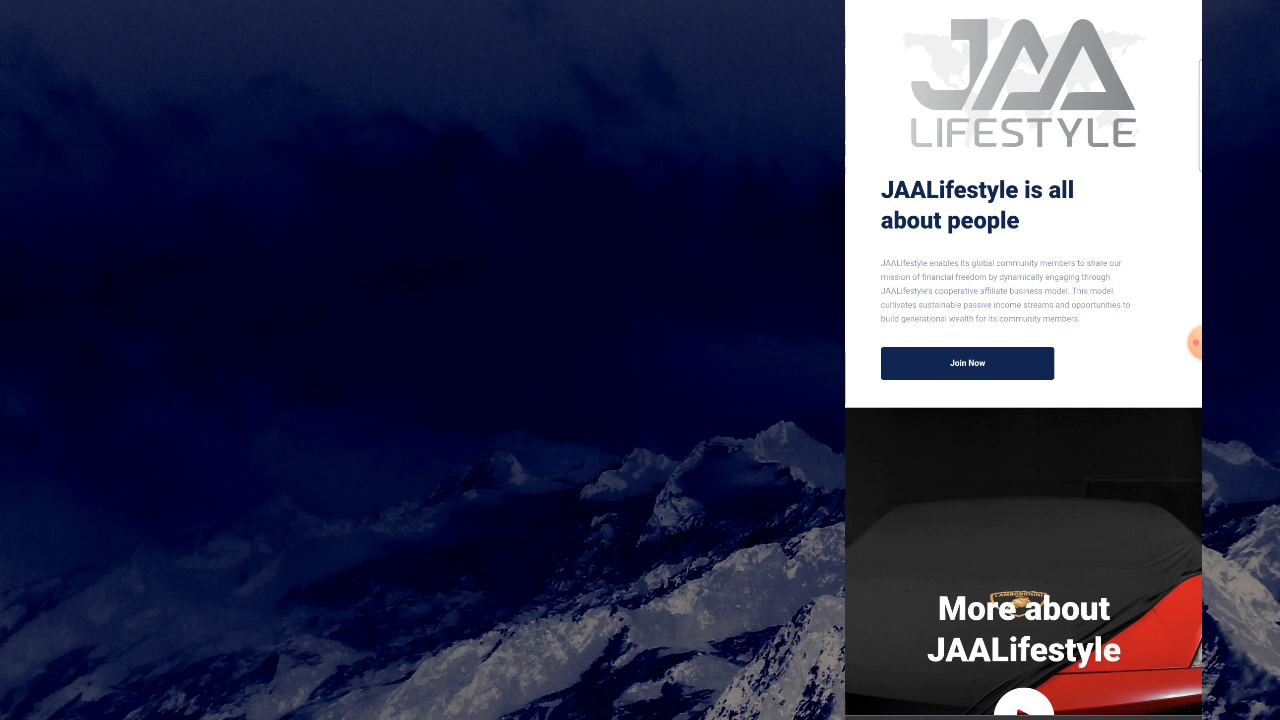 JAA
LIFESTYLE
JAALifestyle is all
about people
JAALifestyle enables its global community members to share our
mission of financial freedom by dynamically engaging through
JAALifestyle's cooperative affiliate business model. This model
cultivates sustainable passive income streams and opportunities to
build generational wealth for its community members.
Join Now
LAMBORGHINI
More about
JAALifestyle